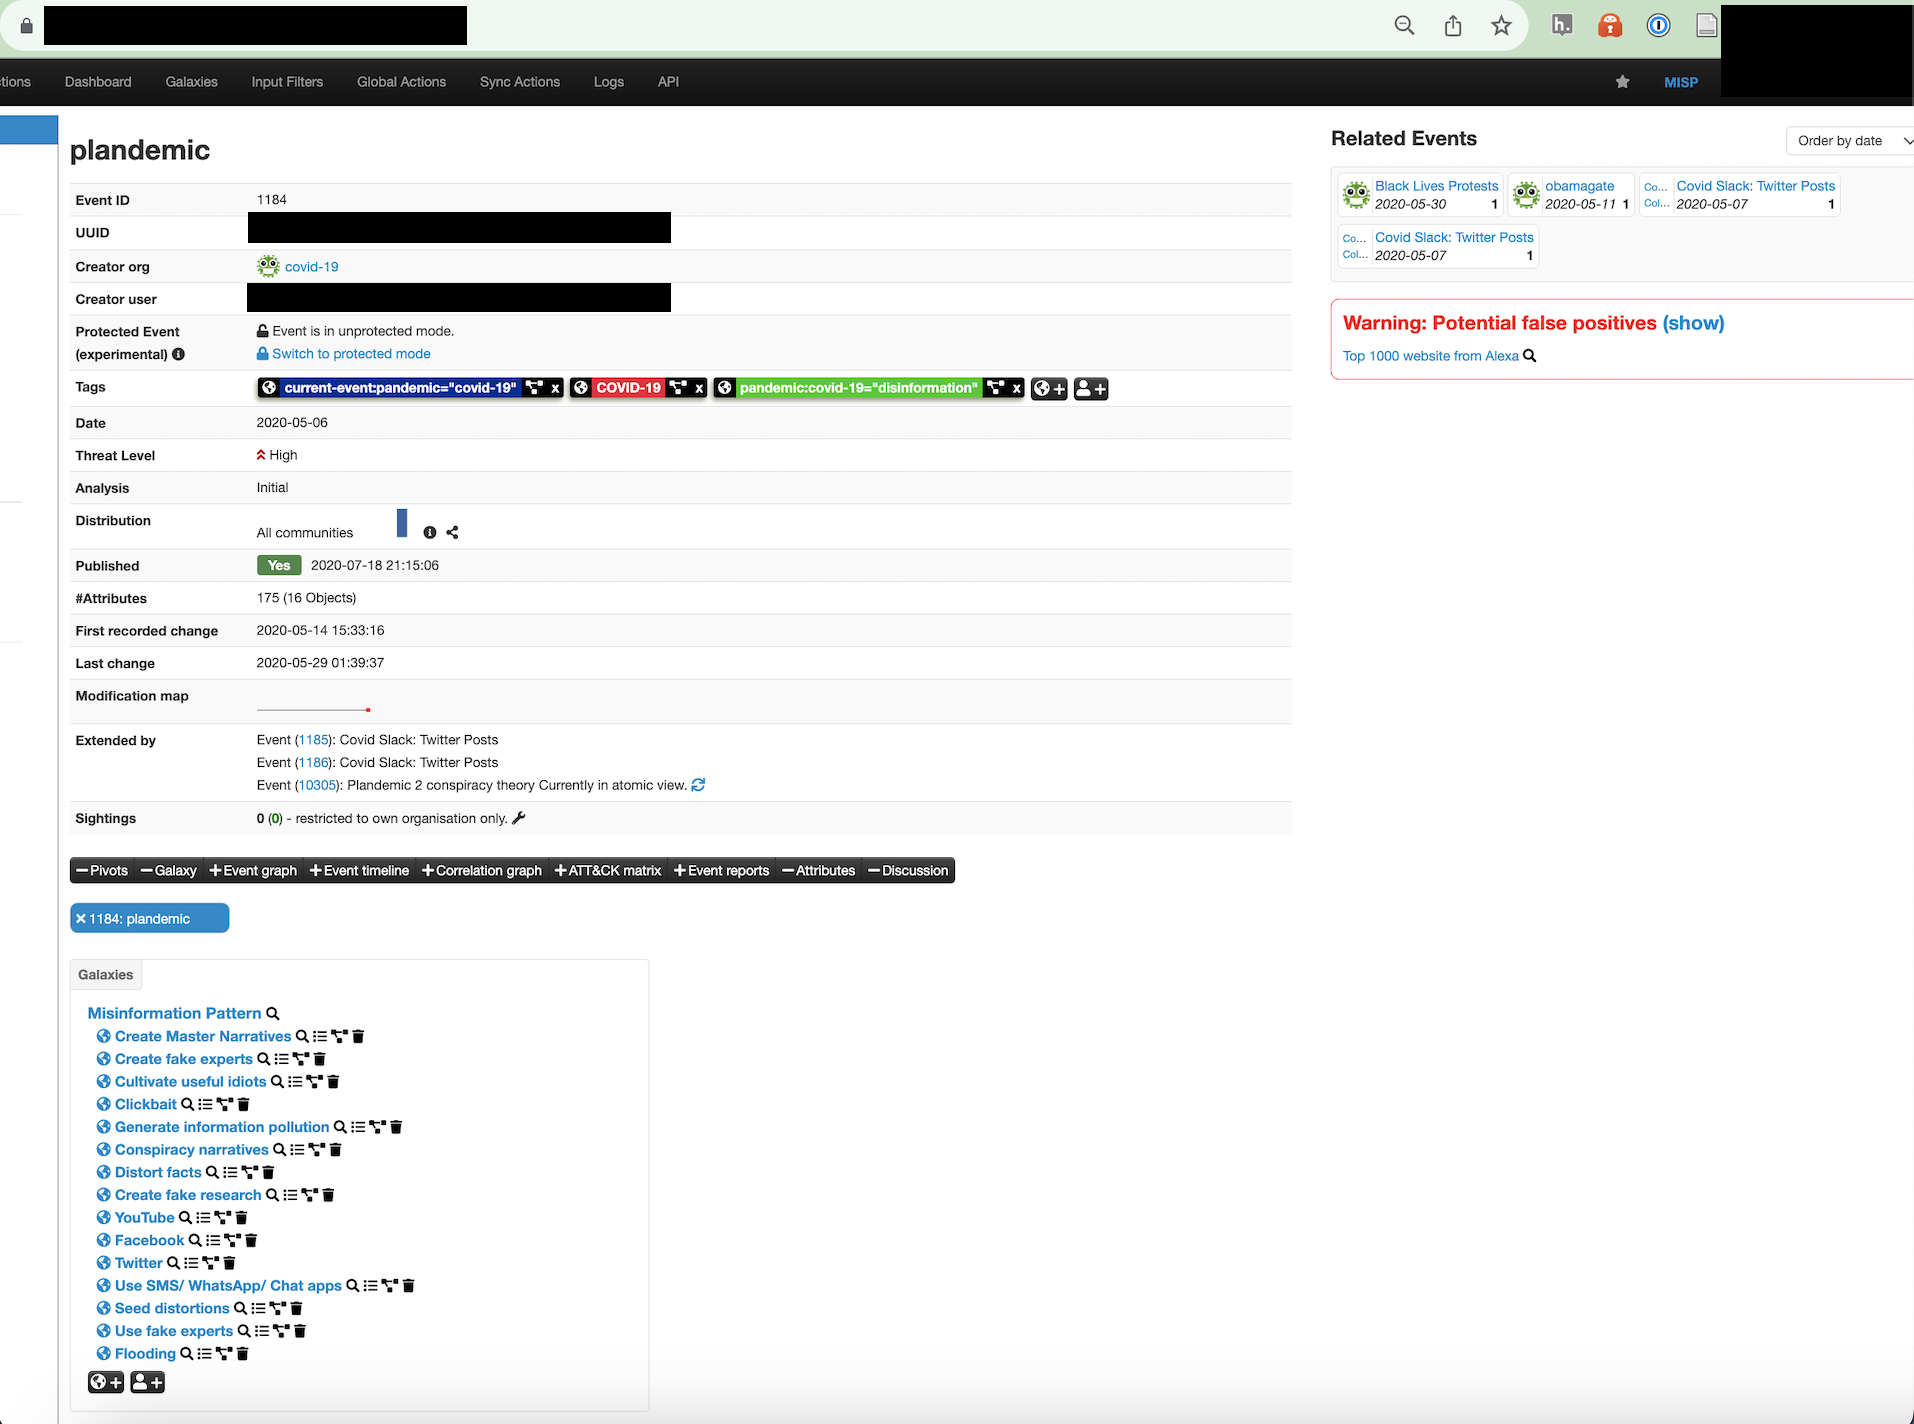 tions Dashboard Galaxies Input Filters Global Actions Sync Actions Logs API MISP
plandemic
Event ID 1184
UUID
Creator org covid-19
Creator user
Protected Event (experimental) Event is in unprotected mode.
Switch to protected mode
Tags current-event:pandemic="covid-19" x COVID-19 x pandemic:covid-19="disinformation" x + +
Date 2020-05-06
Threat Level High
Analysis Initial
Distribution All communities
Published Yes 2020-07-18 21:15:06
#Attributes 175 (16 Objects)
First recorded change 2020-05-14 15:33:16
Last change 2020-05-29 01:39:37
Modification map
Extended by Event (1185): Covid Slack: Twitter Posts
Event (1186): Covid Slack: Twitter Posts
Event (10305): Plandemic 2 conspiracy theory Currently in atomic view.
Sightings 0 (0) - restricted to own organisation only.
Pivots Galaxy +Event graph +Event timeline +Correlation graph +ATT&CK matrix +Event reports Attributes Discussion
1184: plandemic
Galaxies
Misinformation Pattern
Create Master Narratives
Create fake experts
Cultivate useful idiots
Clickbait
Generate information pollution
Conspiracy narratives
Distort facts
Create fake research
YouTube
Facebook
Twitter
Use SMS/ WhatsApp/ Chat apps
Seed distortions
Use fake experts
Flooding
+ +
Related Events
Order by date
Black Lives Protests
2020-05-30 1
obamagate
2020-05-11 1
Co... Covid Slack: Twitter Posts
Col... 2020-05-07 1
Co... Covid Slack: Twitter Posts
Col... 2020-05-07 1
Warning: Potential false positives (show)
Top 1000 website from Alexa
h.